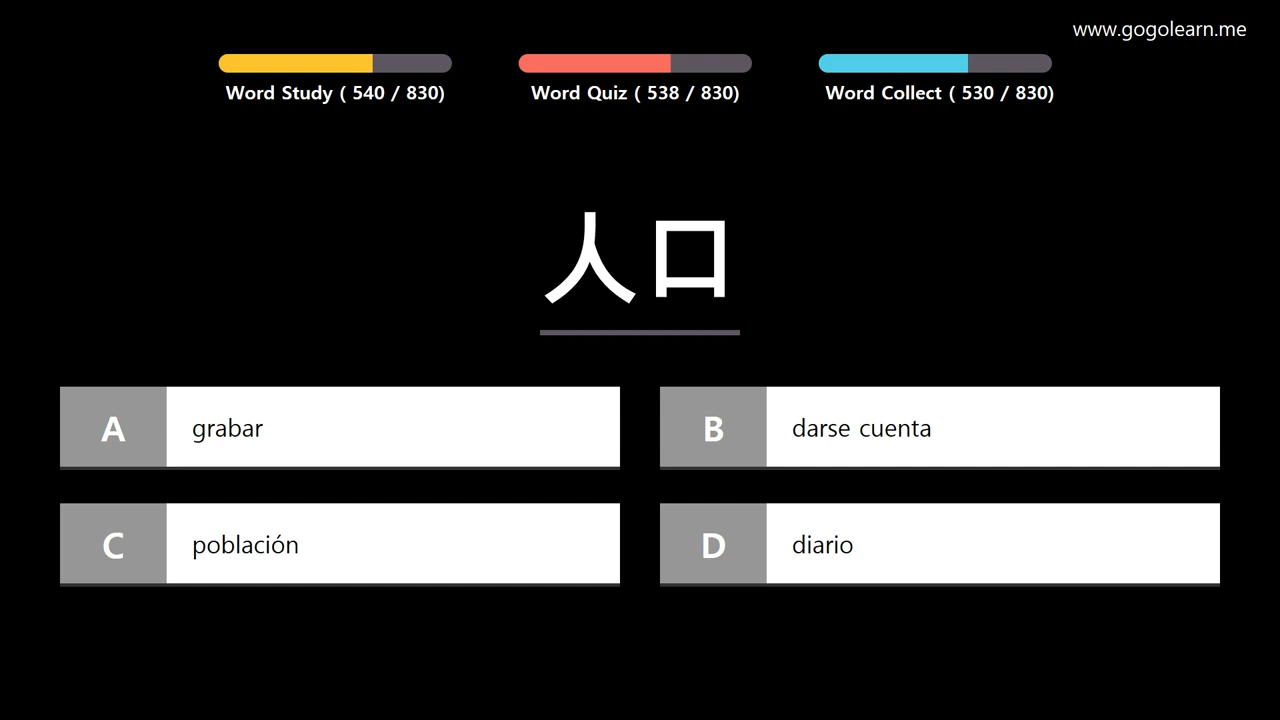 www.gogolearn.me
Word Study ( 540 / 830)
Word Quiz ( 538 / 830)
Word Collect ( 530 / 830)
人口
A grabar
B darse cuenta
C población
D diario